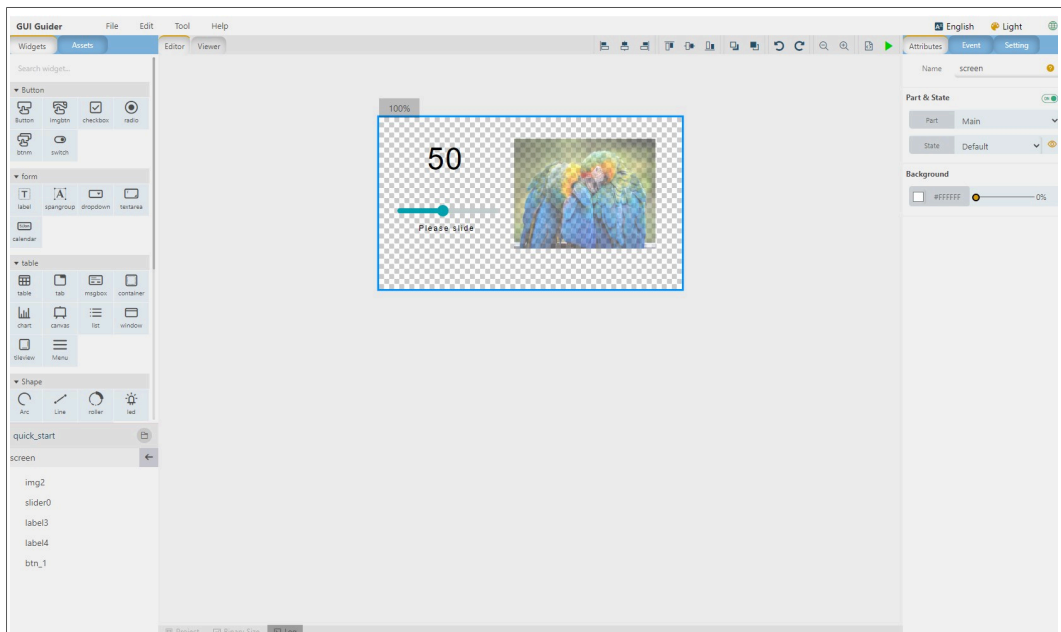 GUI Guider File Edit Tool Help English Light
Widgets Assets Editor Viewer Attributes Event Setting
Search widget...
Name screen
▾ Button
Button imgbtn checkbox radio
btnm switch
Part & State
Part Main
State Default
▾ form
label spangroup dropdown textarea
calendar
Background
#FFFFFF 0%
100%
50
Please slide
▾ table
table tab msgbox container
chart canvas list window
tileview Menu
▾ Shape
Arc Line roller led
quick_start
screen
img2
slider0
label3
label4
btn_1